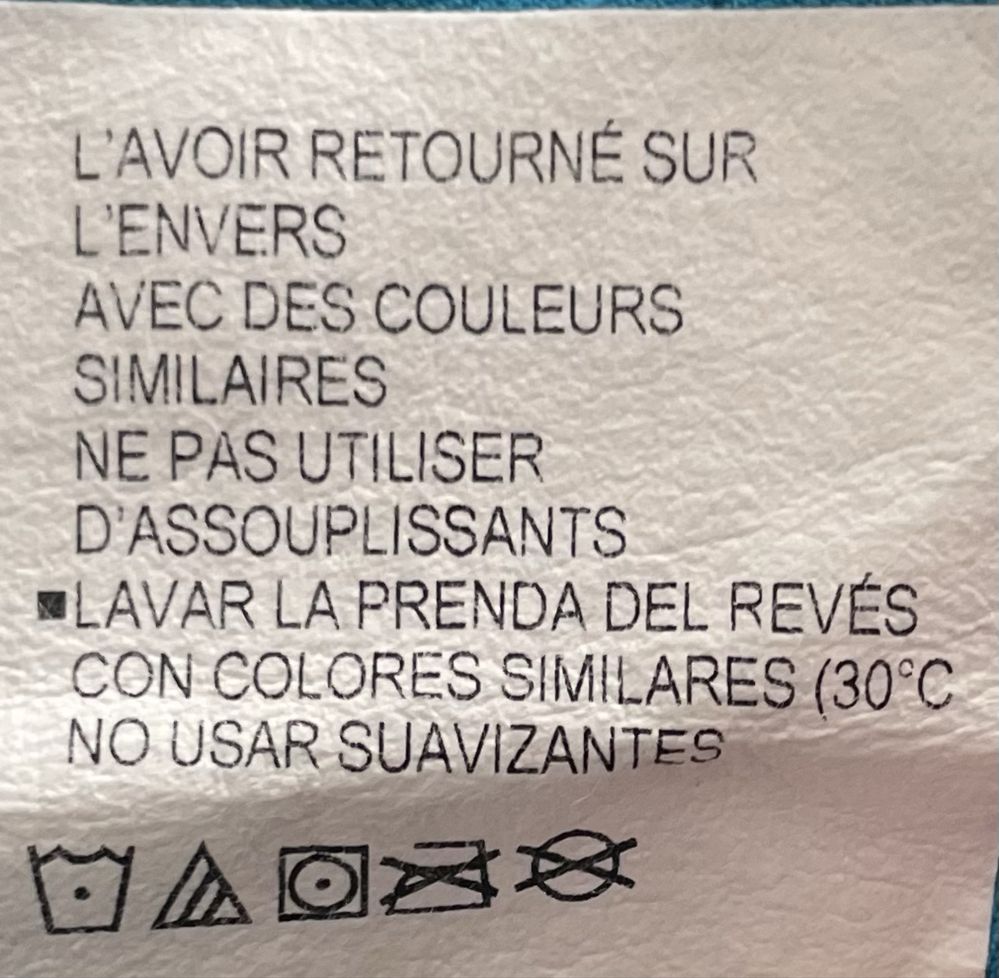 L'AVOIR RETOURNÉ SUR
L'ENVERS
AVEC DES COULEURS
SIMILAIRES
NE PAS UTILISER
D'ASSOUPLISSANTS
▪LAVAR LA PRENDA DEL REVÉS
CON COLORES SIMILARES (30°C
NO USAR SUAVIZANTES